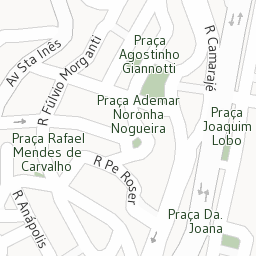 Praça
Agostinho
Giannotti
R Camarajé
Av Sta Inês
R Fúlvio Morganti
Praça Ademar
Noronha
Nogueira
Praça
Joaquim
Lobo
Praça Rafael
Mendes de
Carvalho
R Pe Roser
R Anápolis
Praça Da.
Joana